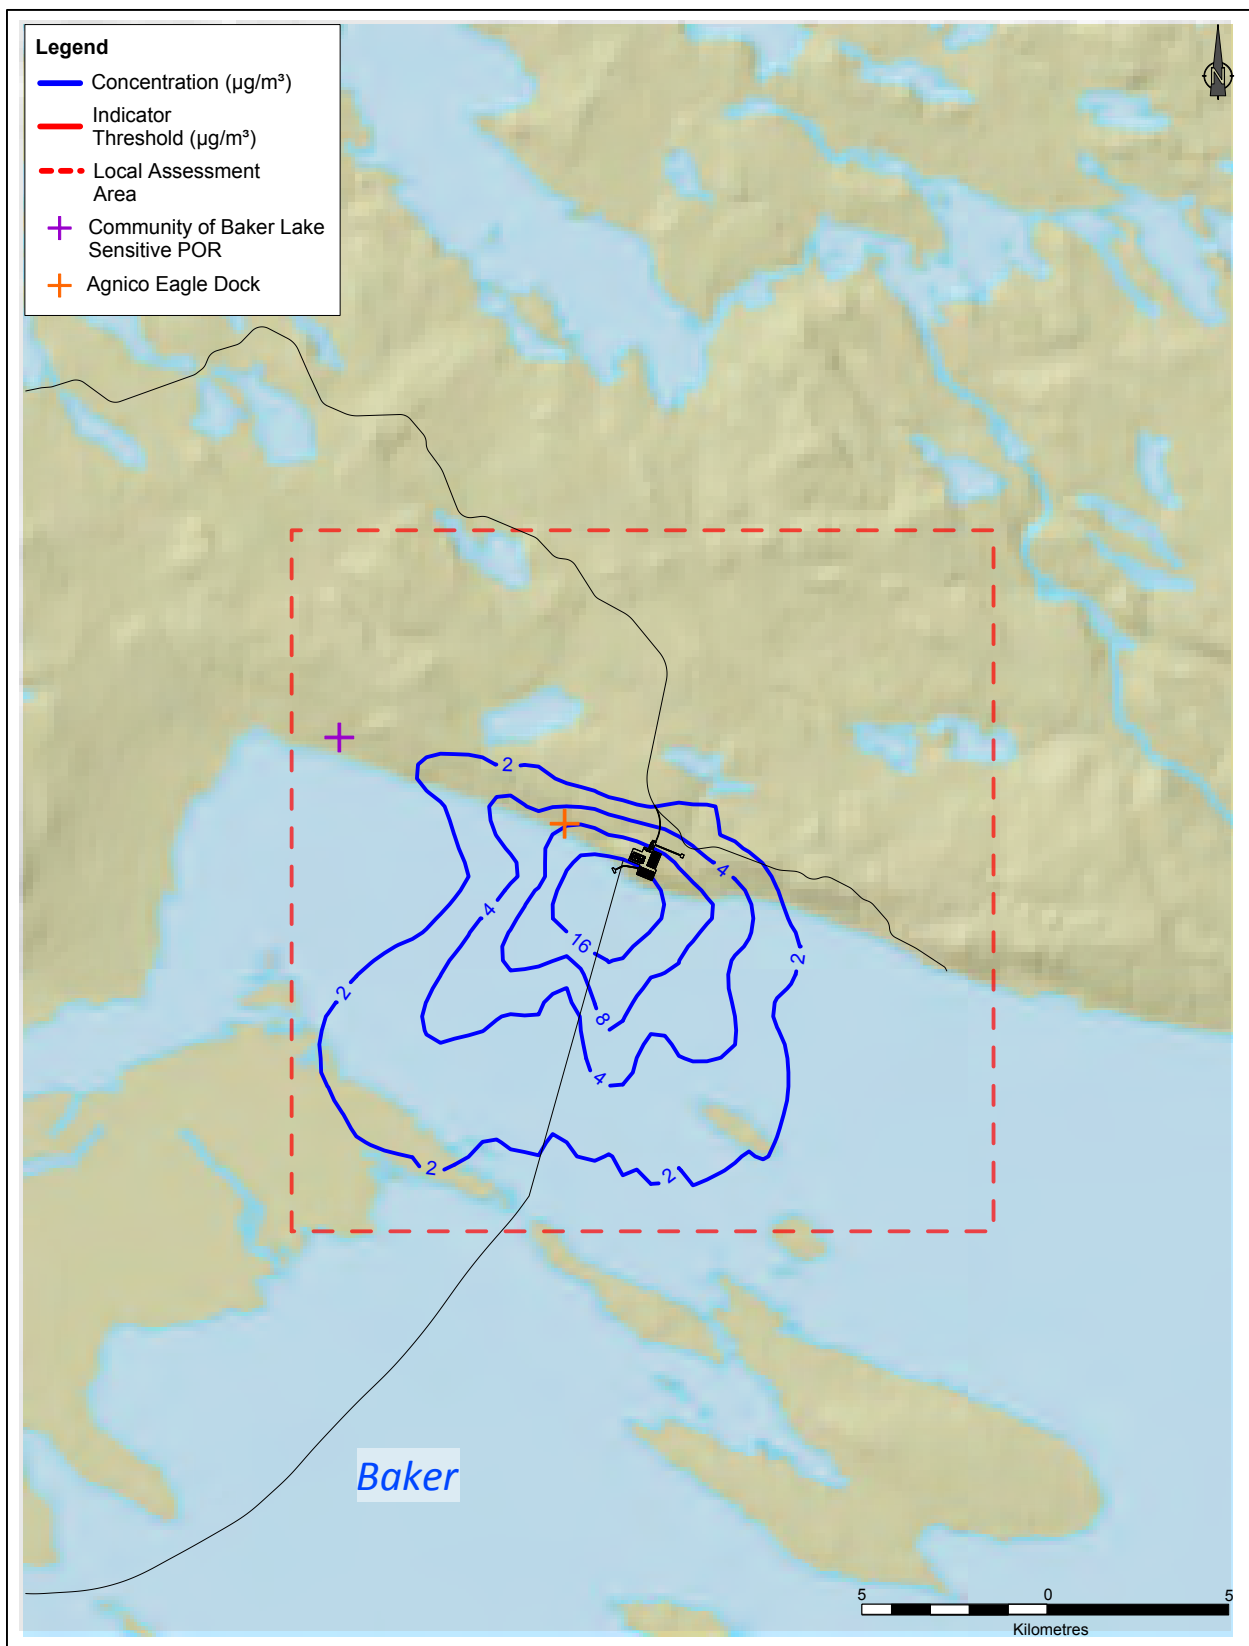 Legend
Concentration (µg/m³)
Indicator
Threshold (µg/m³)
Local Assessment
Area
Community of Baker Lake
Sensitive POR
Agnico Eagle Dock
N
2
4
4
2
16
2
2
8
4
2
2
Baker
5 0 5
Kilometres